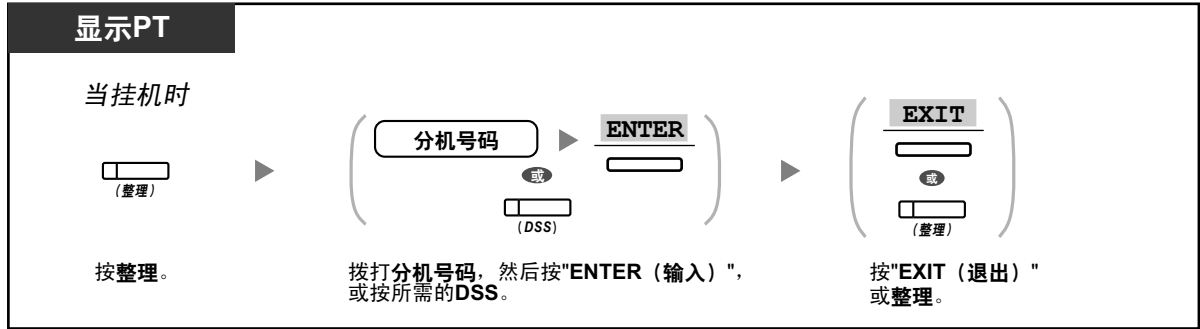 显示PT
当挂机时
分机号码
ENTER
或
(DSS)
EXIT
或
(整理)
(整理)
按整理。
拨打分机号码，然后按"ENTER（输入）"，
或按所需的DSS。
按"EXIT（退出）"
或整理。